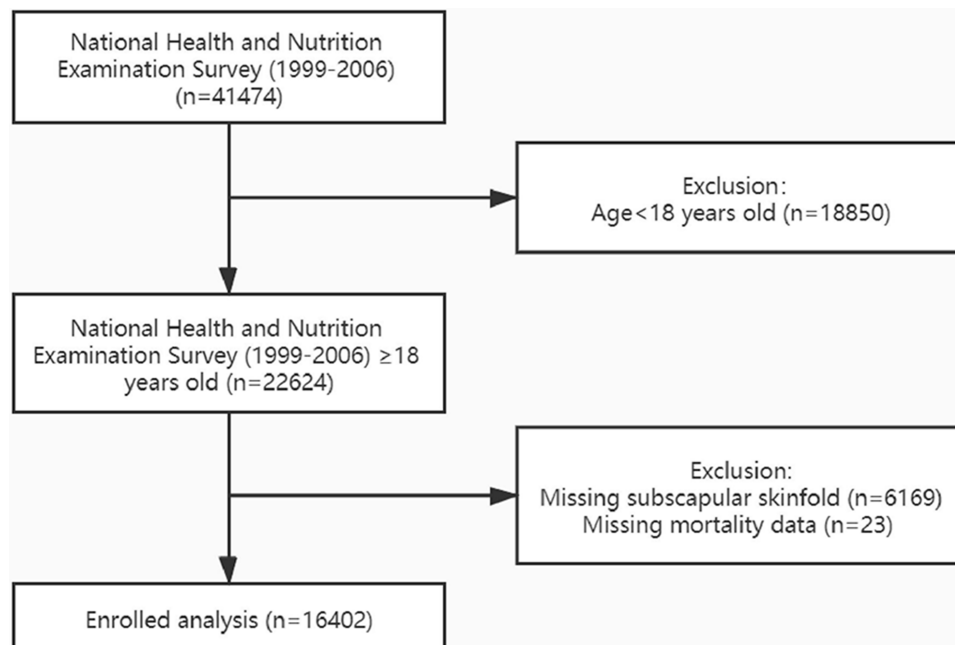 National Health and Nutrition
Examination Survey (1999-2006)
(n=41474)
Exclusion:
Age<18 years old (n=18850)
National Health and Nutrition
Examination Survey (1999-2006) ≥18
years old (n=22624)
Exclusion:
Missing subscapular skinfold (n=6169)
Missing mortality data (n=23)
Enrolled analysis (n=16402)